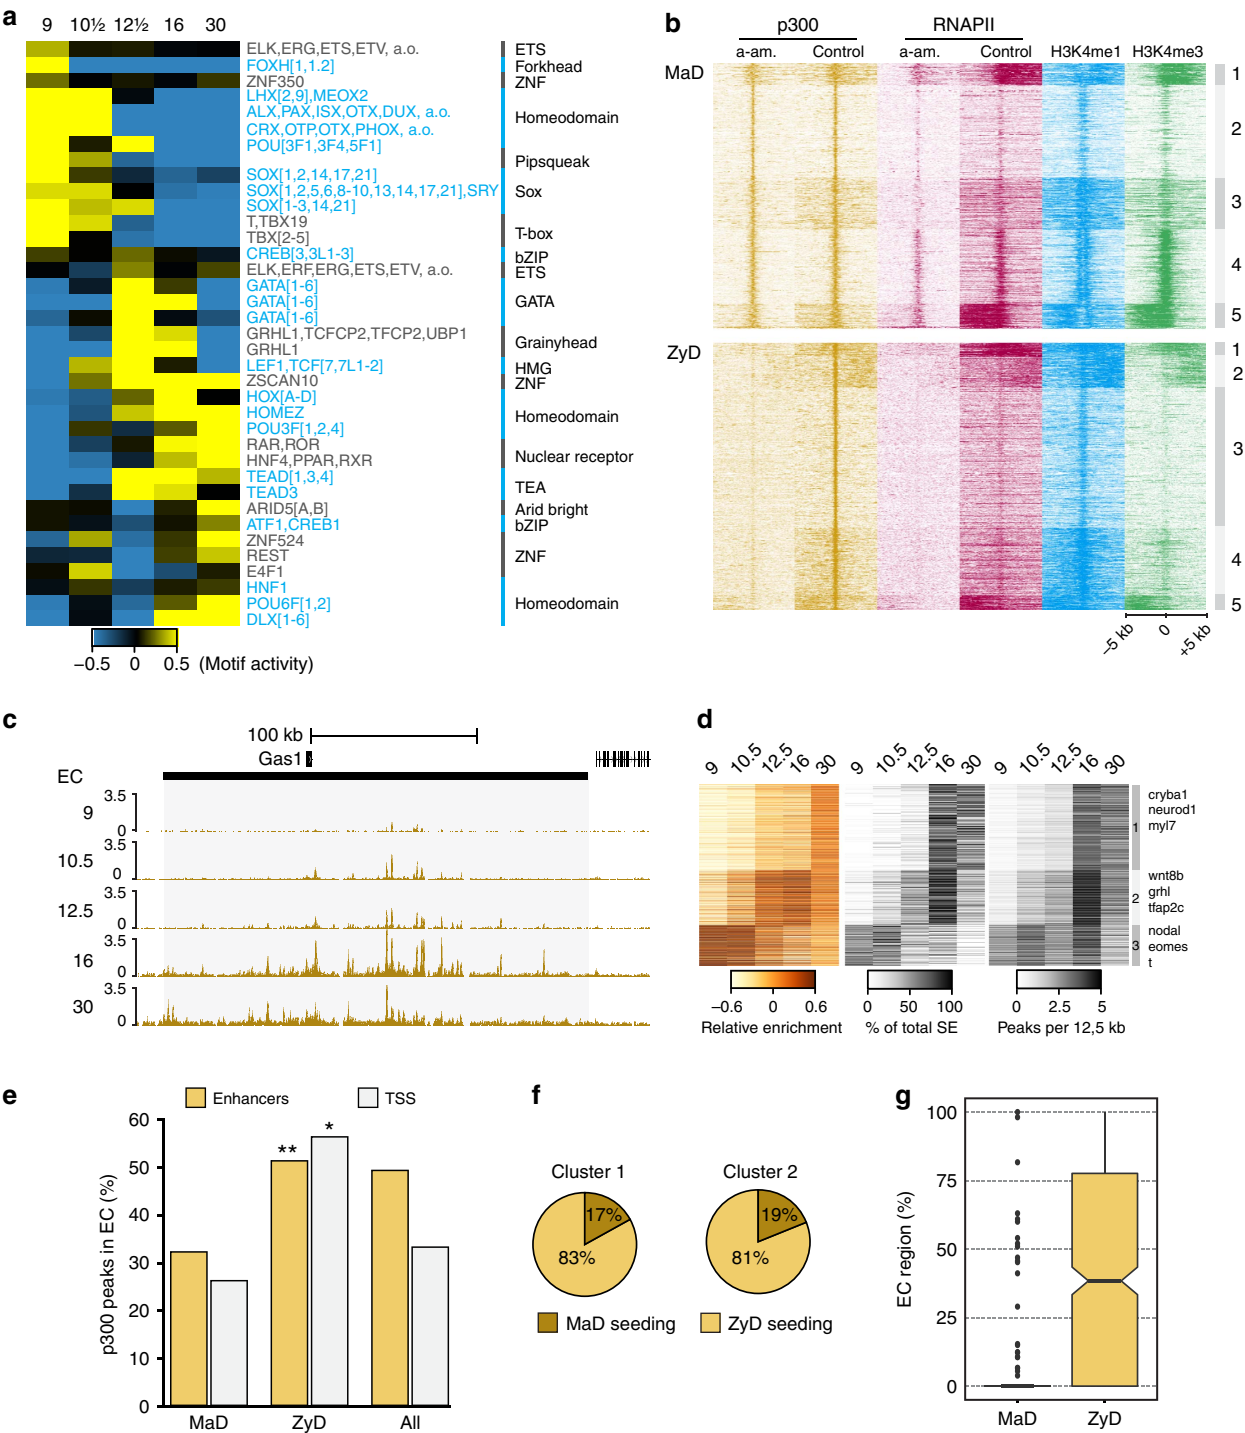 a
9 10½ 12½ 16 30
ELK,ERG,ETS,ETV, a.o.
FOXH[1,1.2]
ZNF350
LHX[2,9],MEOX2
ALX,PAX,ISX,OTX,DUX, a.o.
CRX,OTP,OTX,PHOX, a.o.
POU[3F1,3F4,5F1]
SOX[1,2,14,17,21]
SOX[1,2,5,6,8-10,13,14,17,21],SRY
SOX[1-3,14,21]
T,TBX19
TBX[2-5]
CREB[3,3L1-3]
ELK,ERF,ERG,ETS,ETV, a.o.
GATA[1-6]
GATA[1-6]
GATA[1-6]
GRHL1,TCFCP2,TFCP2,UBP1
GRHL1
LEF1,TCF[7,7L1-2]
ZSCAN10
HOX[A-D]
HOMEZ
POU3F[1,2,4]
RAR,ROR
HNF4,PPAR,RXR
TEAD[1,3,4]
TEAD3
ARID5[A,B]
ATF1,CREB1
ZNF524
REST
E4F1
HNF1
POU6F[1,2]
DLX[1-6]
ETS
Forkhead
ZNF
Homeodomain
Pipsqueak
Sox
T-box
bZIP
ETS
GATA
Grainyhead
HMG
ZNF
Homeodomain
Nuclear receptor
TEA
Arid bright
bZIP
ZNF
Homeodomain
−0.5 0 0.5 (Motif activity)
b
p300 RNAPII
a-am. Control a-am. Control H3K4me1 H3K4me3
MaD
1
2
3
4
5
ZyD
1
2
3
4
5
−5 kb 0 +5 kb
c
100 kb
Gas1
EC
9 3.5 0
10.5 3.5 0
12.5 3.5 0
16 3.5 0
30 3.5 0
d
9 10.5 12.5 16 30 9 10.5 12.5 16 30 9 10.5 12.5 16 30
1
cryba1
neurod1
myl7
2
wnt8b
grhl
tfap2c
3
nodal
eomes
t
−0.6 0 0.6
Relative enrichment
0 50 100
% of total SE
0 2.5 5
Peaks per 12,5 kb
e
Enhancers TSS
p300 peaks in EC (%)
60
50
40
30
20
10
0
** *
MaD ZyD All
f
Cluster 1 Cluster 2
17% 83%
19% 81%
MaD seeding ZyD seeding
g
EC region (%)
100
75
50
25
0
MaD ZyD